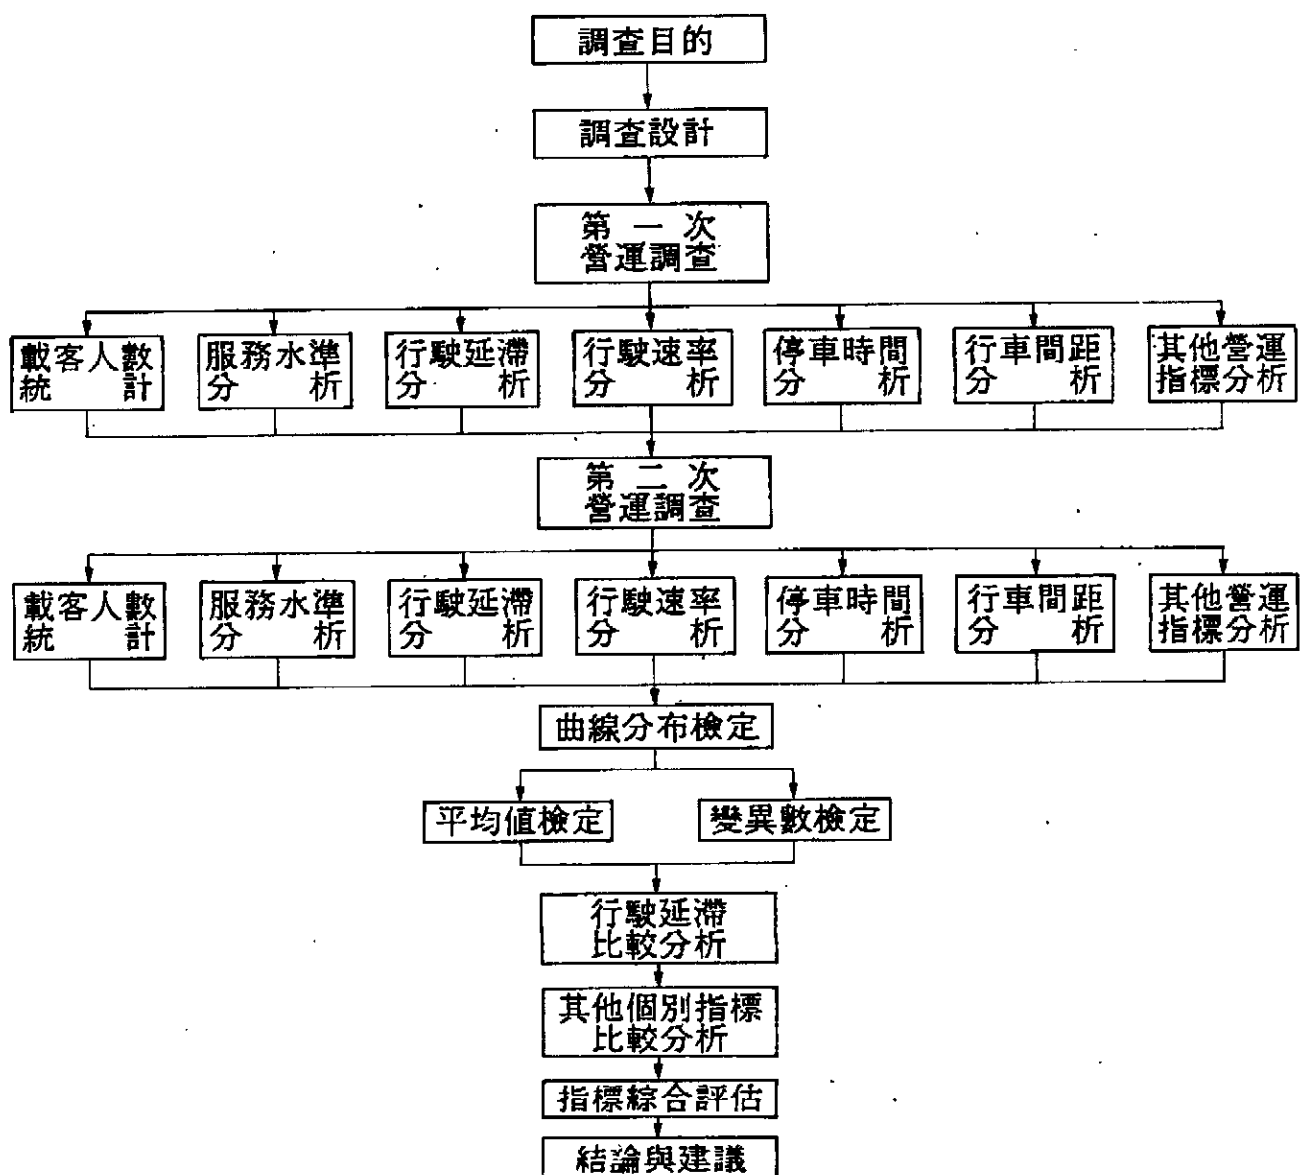 調查目的
調查設計
第一次
營運調查
載客人數
統計
服務水準
分析
行駛延滯
分析
行駛速率
分析
停車時間
分析
行車間距
分析
其他營運
指標分析
第二次
營運調查
載客人數
統計
服務水準
分析
行駛延滯
分析
行駛速率
分析
停車時間
分析
行車間距
分析
其他營運
指標分析
曲線分布檢定
平均值檢定
變異數檢定
行駛延滯
比較分析
其他個別指標
比較分析
指標綜合評估
結論與建議